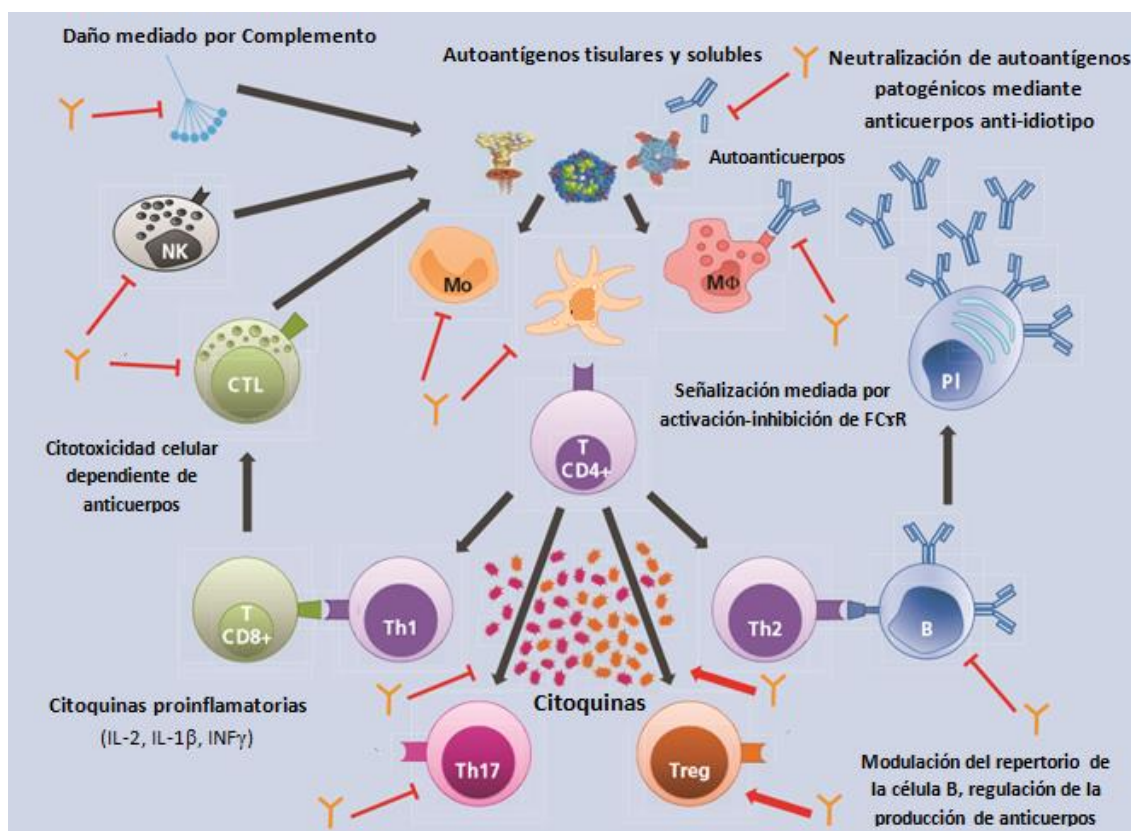 Daño mediado por Complemento
Autoantígenos tisulares y solubles
Neutralización de autoantígenos
patogénicos mediante
anticuerpos anti-idiotipo
Autoanticuerpos
NK
Mo
MΦ
CTL
Pl
Señalización mediada por
activación-inhibición de FCɤR
T
CD4+
Citotoxicidad celular
dependiente de
anticuerpos
T
CD8+
Th1
Th2
B
Citoquinas proinflamatorias
(IL-2, IL-1β, INFγ)
Citoquinas
Th17
Treg
Modulación del repertorio de
la célula B, regulación de la
producción de anticuerpos